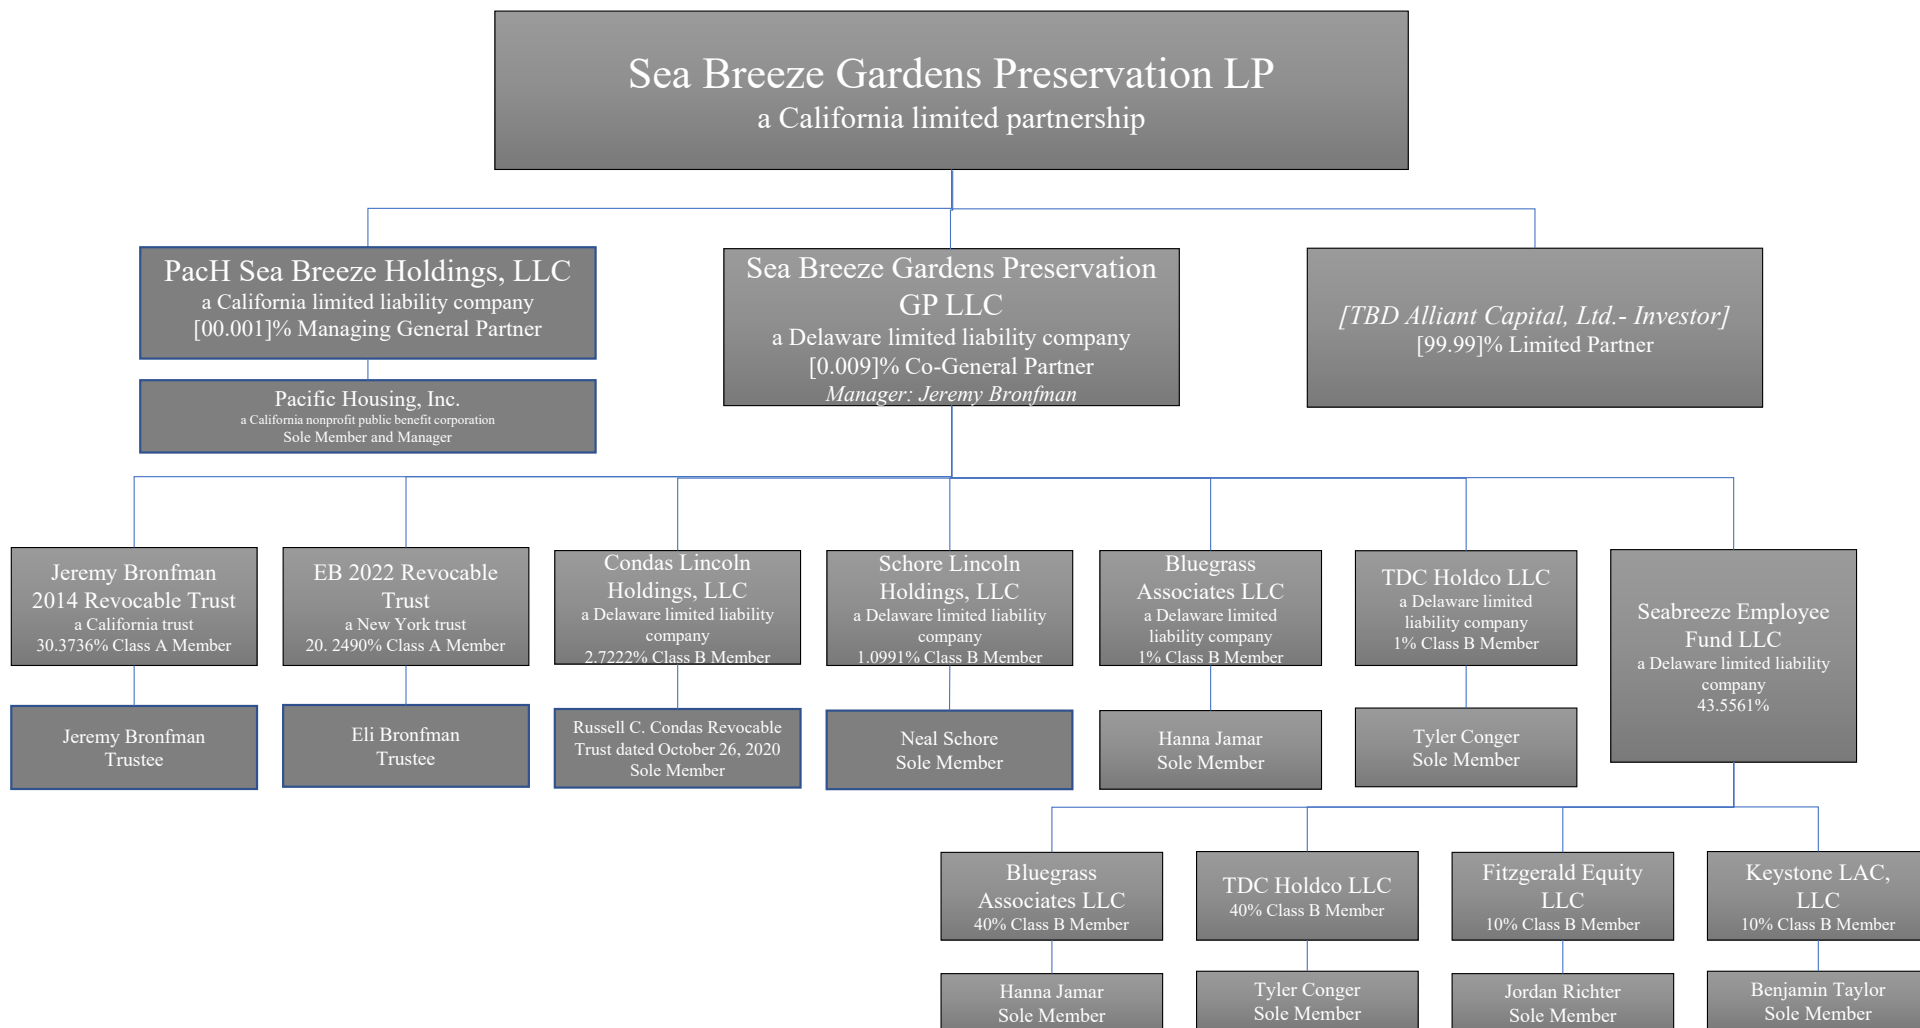 Sea Breeze Gardens Preservation LP
a California limited partnership
PacH Sea Breeze Holdings, LLC
a California limited liability company
[00.001]% Managing General Partner
Pacific Housing, Inc.
a California nonprofit public benefit corporation
Sole Member and Manager
Sea Breeze Gardens Preservation
GP LLC
a Delaware limited liability company
[0.009]% Co-General Partner
Manager: Jeremy Bronfman
[TBD Alliant Capital, Ltd.- Investor]
[99.99]% Limited Partner
Jeremy Bronfman
2014 Revocable Trust
a California trust
30.3736% Class A Member
Jeremy Bronfman
Trustee
EB 2022 Revocable
Trust
a New York trust
20. 2490% Class A Member
Eli Bronfman
Trustee
Condas Lincoln
Holdings, LLC
a Delaware limited liability
company
2.7222% Class B Member
Russell C. Condas Revocable
Trust dated October 26, 2020
Sole Member
Schore Lincoln
Holdings, LLC
a Delaware limited liability
company
1.0991% Class B Member
Neal Schore
Sole Member
Bluegrass
Associates LLC
a Delaware limited
liability company
1% Class B Member
Hanna Jamar
Sole Member
TDC Holdco LLC
a Delaware limited
liability company
1% Class B Member
Tyler Conger
Sole Member
Seabreeze Employee
Fund LLC
a Delaware limited liability
company
43.5561%
Bluegrass
Associates LLC
40% Class B Member
Hanna Jamar
Sole Member
TDC Holdco LLC
40% Class B Member
Tyler Conger
Sole Member
Fitzgerald Equity
LLC
10% Class B Member
Jordan Richter
Sole Member
Keystone LAC,
LLC
10% Class B Member
Benjamin Taylor
Sole Member